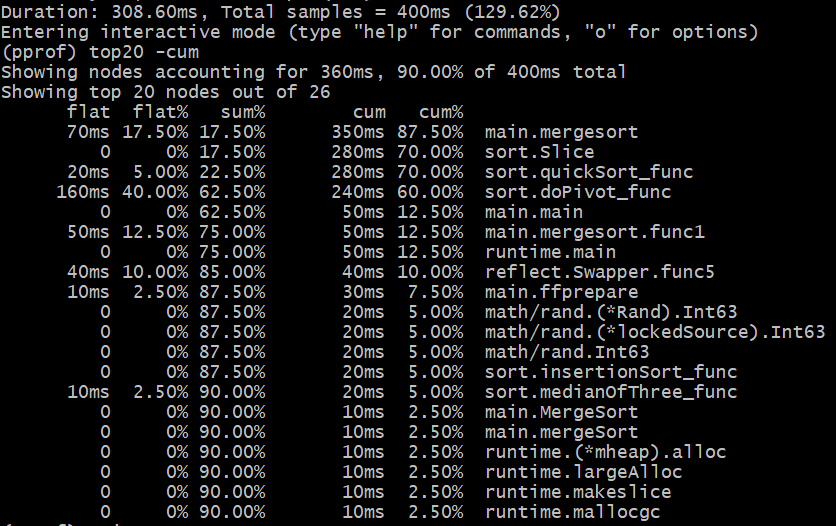 Duration: 308.60ms, Total samples = 400ms (129.62%)
Entering interactive mode (type "help" for commands, "o" for options)
(pprof) top20 -cum
Showing nodes accounting for 360ms, 90.00% of 400ms total
Showing top 20 nodes out of 26
flat flat% sum% cum cum%
70ms 17.50% 17.50% 350ms 87.50% main.mergesort
0 0% 17.50% 280ms 70.00% sort.Slice
20ms 5.00% 22.50% 280ms 70.00% sort.quickSort_func
160ms 40.00% 62.50% 240ms 60.00% sort.doPivot_func
0 0% 62.50% 50ms 12.50% main.main
50ms 12.50% 75.00% 50ms 12.50% main.mergesort.func1
0 0% 75.00% 50ms 12.50% runtime.main
40ms 10.00% 85.00% 40ms 10.00% reflect.Swapper.func5
10ms 2.50% 87.50% 30ms 7.50% main.ffprepare
0 0% 87.50% 20ms 5.00% math/rand.(*Rand).Int63
0 0% 87.50% 20ms 5.00% math/rand.(*lockedSource).Int63
0 0% 87.50% 20ms 5.00% math/rand.Int63
0 0% 87.50% 20ms 5.00% sort.insertionSort_func
10ms 2.50% 90.00% 20ms 5.00% sort.medianOfThree_func
0 0% 90.00% 10ms 2.50% main.MergeSort
0 0% 90.00% 10ms 2.50% main.mergeSort
0 0% 90.00% 10ms 2.50% runtime.(*mheap).alloc
0 0% 90.00% 10ms 2.50% runtime.largeAlloc
0 0% 90.00% 10ms 2.50% runtime.makeslice
0 0% 90.00% 10ms 2.50% runtime.mallocgc